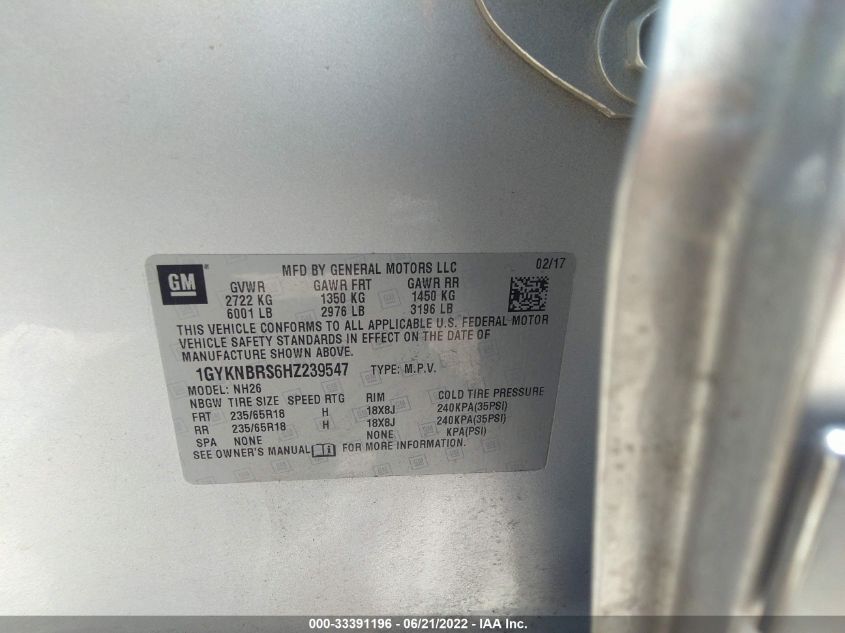 GM ®
MFD BY GENERAL MOTORS LLC 02/17
GVWR GAWR FRT GAWR RR
2722 KG 1350 KG 1450 KG
6001 LB 2976 LB 3196 LB
THIS VEHICLE CONFORMS TO ALL APPLICABLE U.S. FEDERAL MOTOR
VEHICLE SAFETY STANDARDS IN EFFECT ON THE DATE OF
MANUFACTURE SHOWN ABOVE.
1GYKNBRS6HZ239547 TYPE: M.P.V.
MODEL: NH26
NBGW TIRE SIZE SPEED RTG RIM COLD TIRE PRESSURE
FRT 235/65R18 H 18X8J 240KPA(35PSI)
RR 235/65R18 H 18X8J 240KPA(35PSI)
SPA NONE NONE KPA(PSI)
SEE OWNER'S MANUAL FOR MORE INFORMATION.
000-33391196 - 06/21/2022 - IAA Inc.